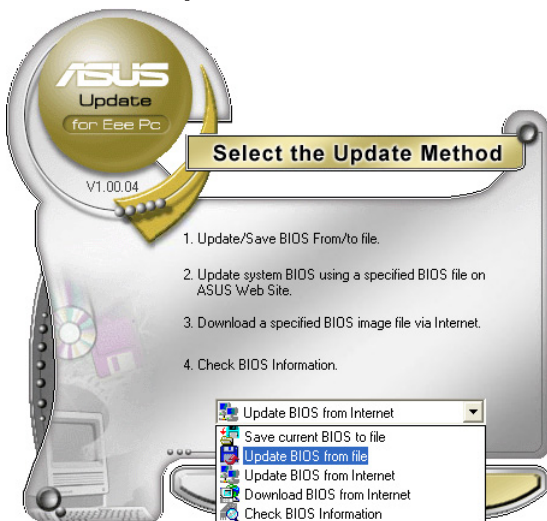 ASUS
Update
for Eee Pc
Select the Update Method
V1.00.04
1. Update/Save BIOS From/to file.
2. Update system BIOS using a specified BIOS file on
ASUS Web Site.
3. Download a specified BIOS image file via Internet.
4. Check BIOS Information.
Update BIOS from Internet
Save current BIOS to file
Update BIOS from file
Update BIOS from Internet
Download BIOS from Internet
Check BIOS Information